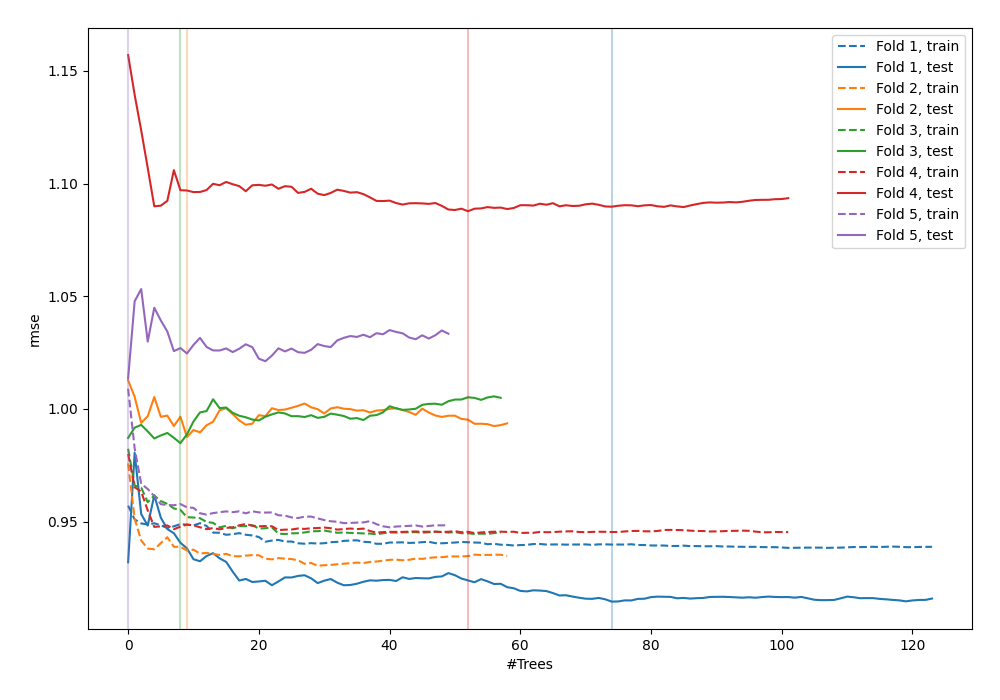 rmse
1.15
1.10
1.05
1.00
0.95
0
20
40
60
80
100
120
#Trees
Fold 1, train
Fold 1, test
Fold 2, train
Fold 2, test
Fold 3, train
Fold 3, test
Fold 4, train
Fold 4, test
Fold 5, train
Fold 5, test